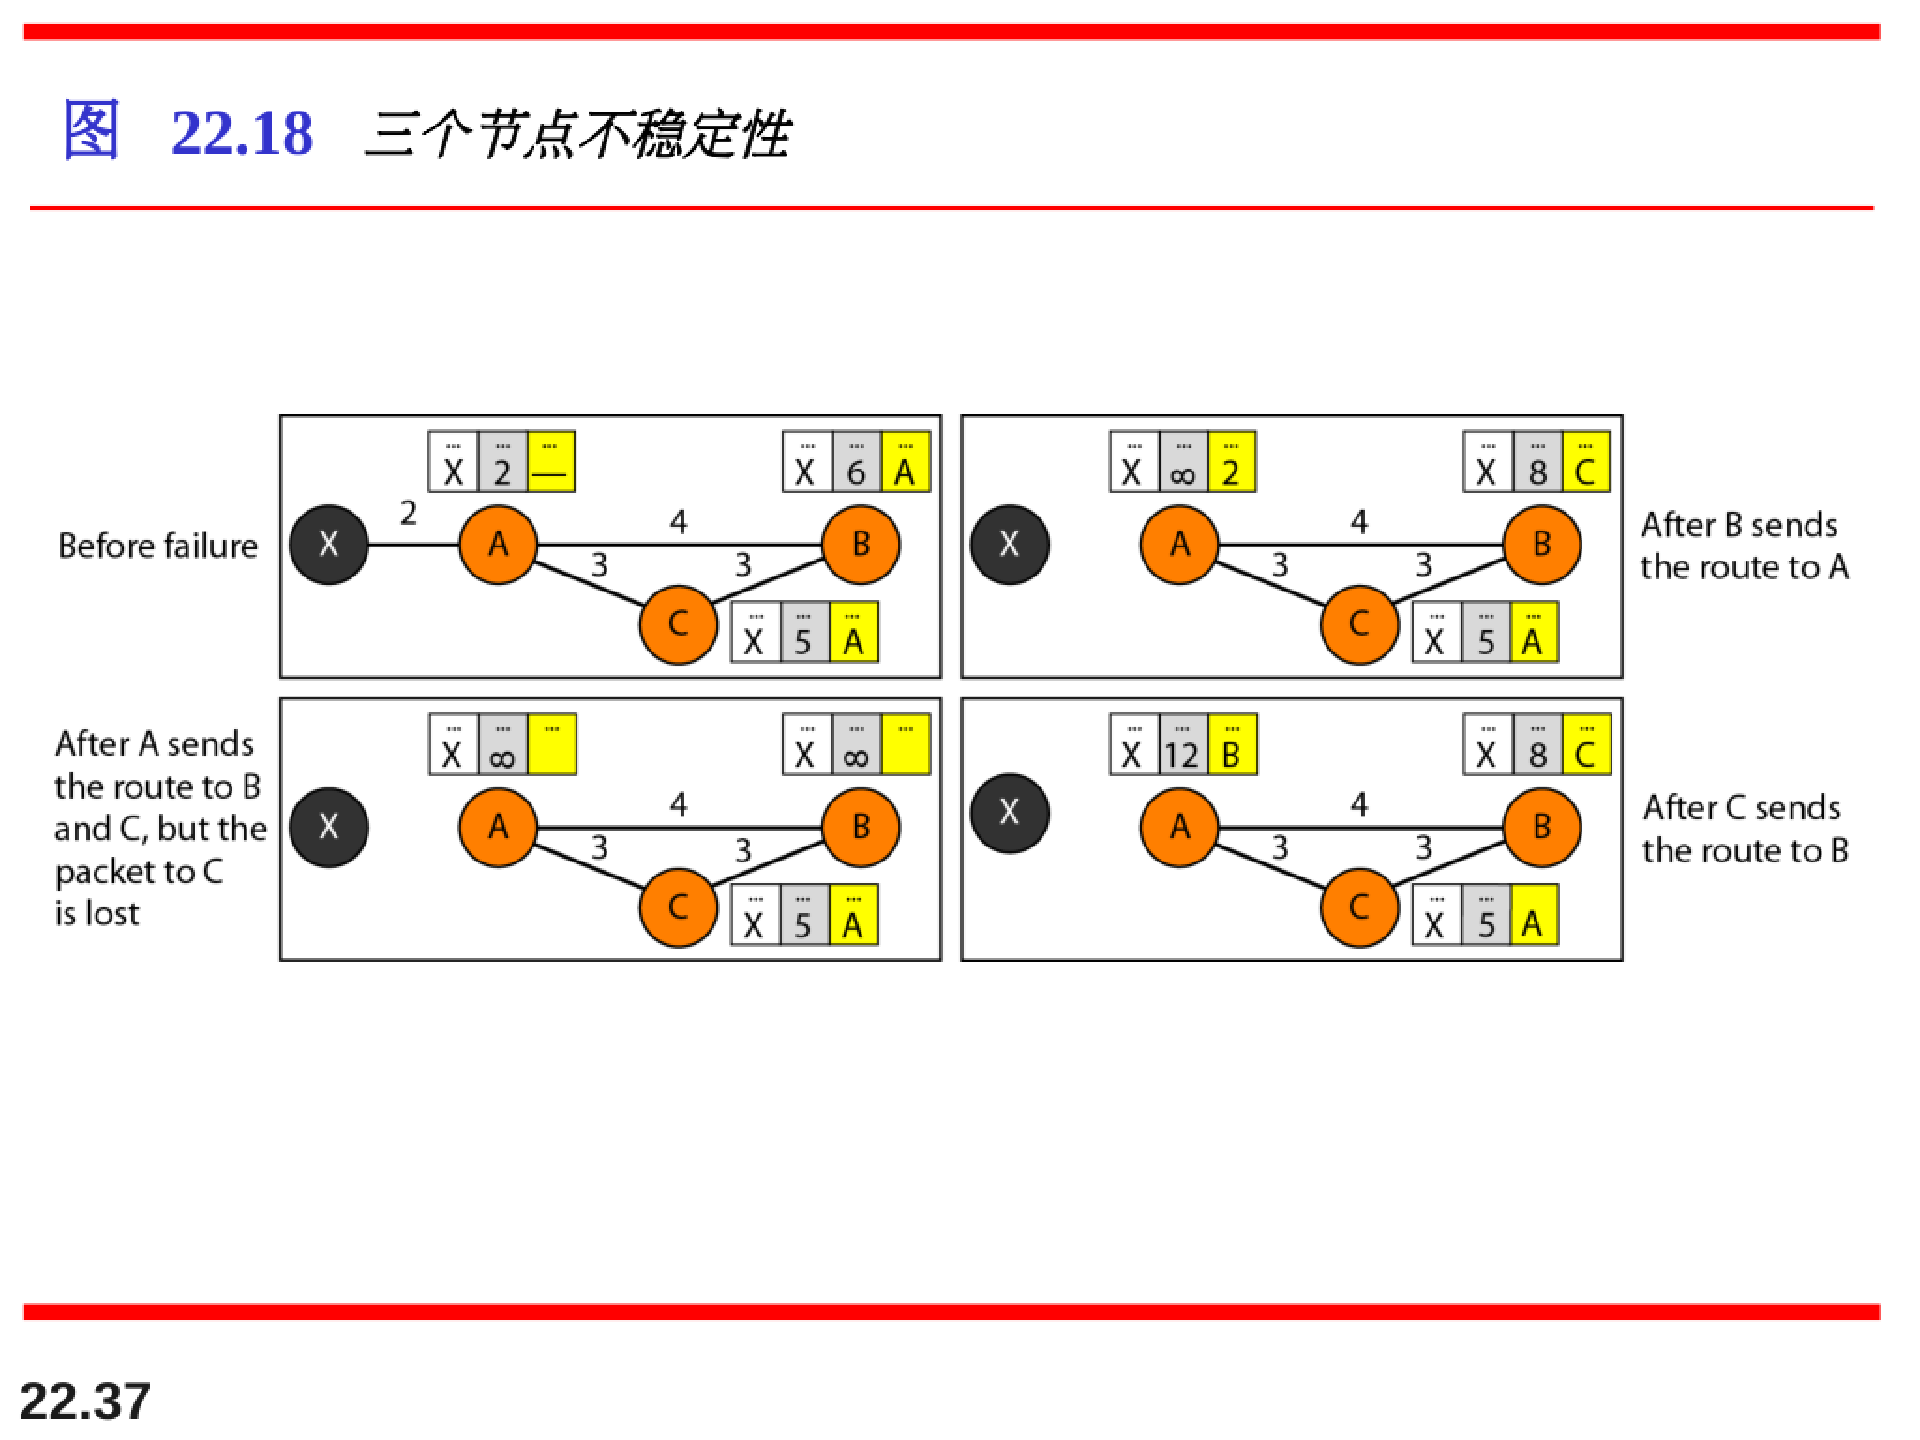 图 22.18 三个节点不稳定性
Before failure
... ... ...
X 2 —
... ... ...
X 6 A
2
4
X
A
B
3
3
C
... ... ...
X 5 A
... ... ...
X ∞ 2
... ... ...
X 8 C
4
X
A
B
3
3
C
... ... ...
X 5 A
After B sends
the route to A
After A sends
the route to B
and C, but the
packet to C
is lost
... ... ...
X ∞
... ... ...
X ∞
4
X
A
B
3
3
C
... ... ...
X 5 A
... ... ...
X 12 B
... ... ...
X 8 C
4
X
A
B
3
3
C
... ...
X 5 A
After C sends
the route to B
22.37